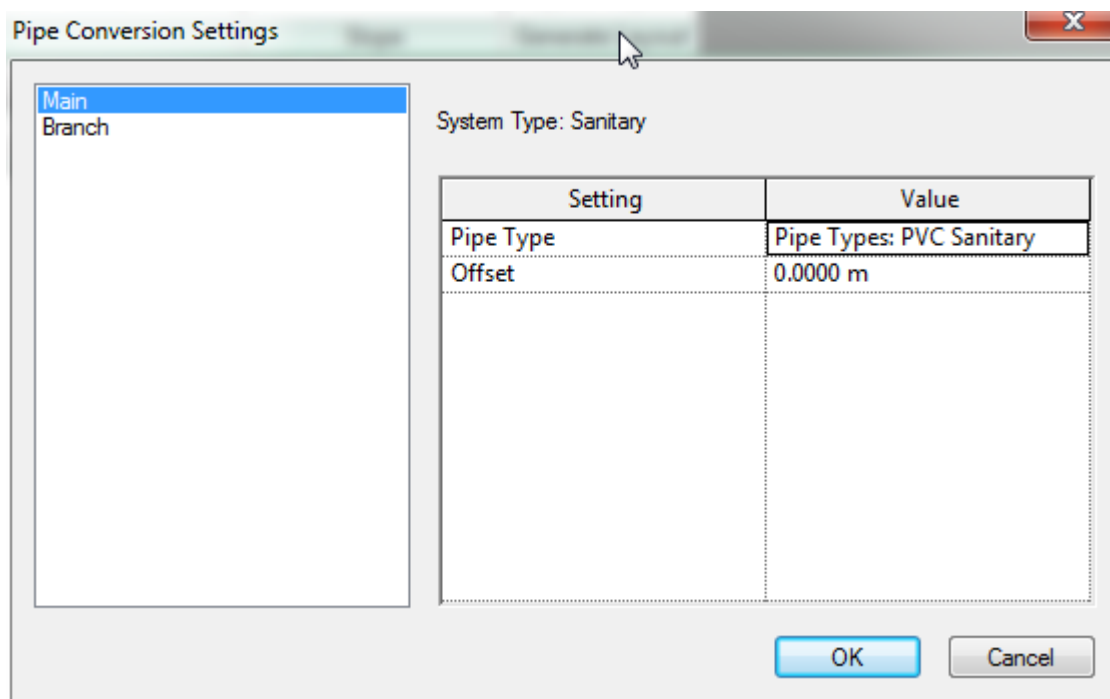 Pipe Conversion Settings
Main
Branch
System Type: Sanitary
Setting Value
Pipe Type Pipe Types: PVC Sanitary
Offset 0.0000 m
OK Cancel